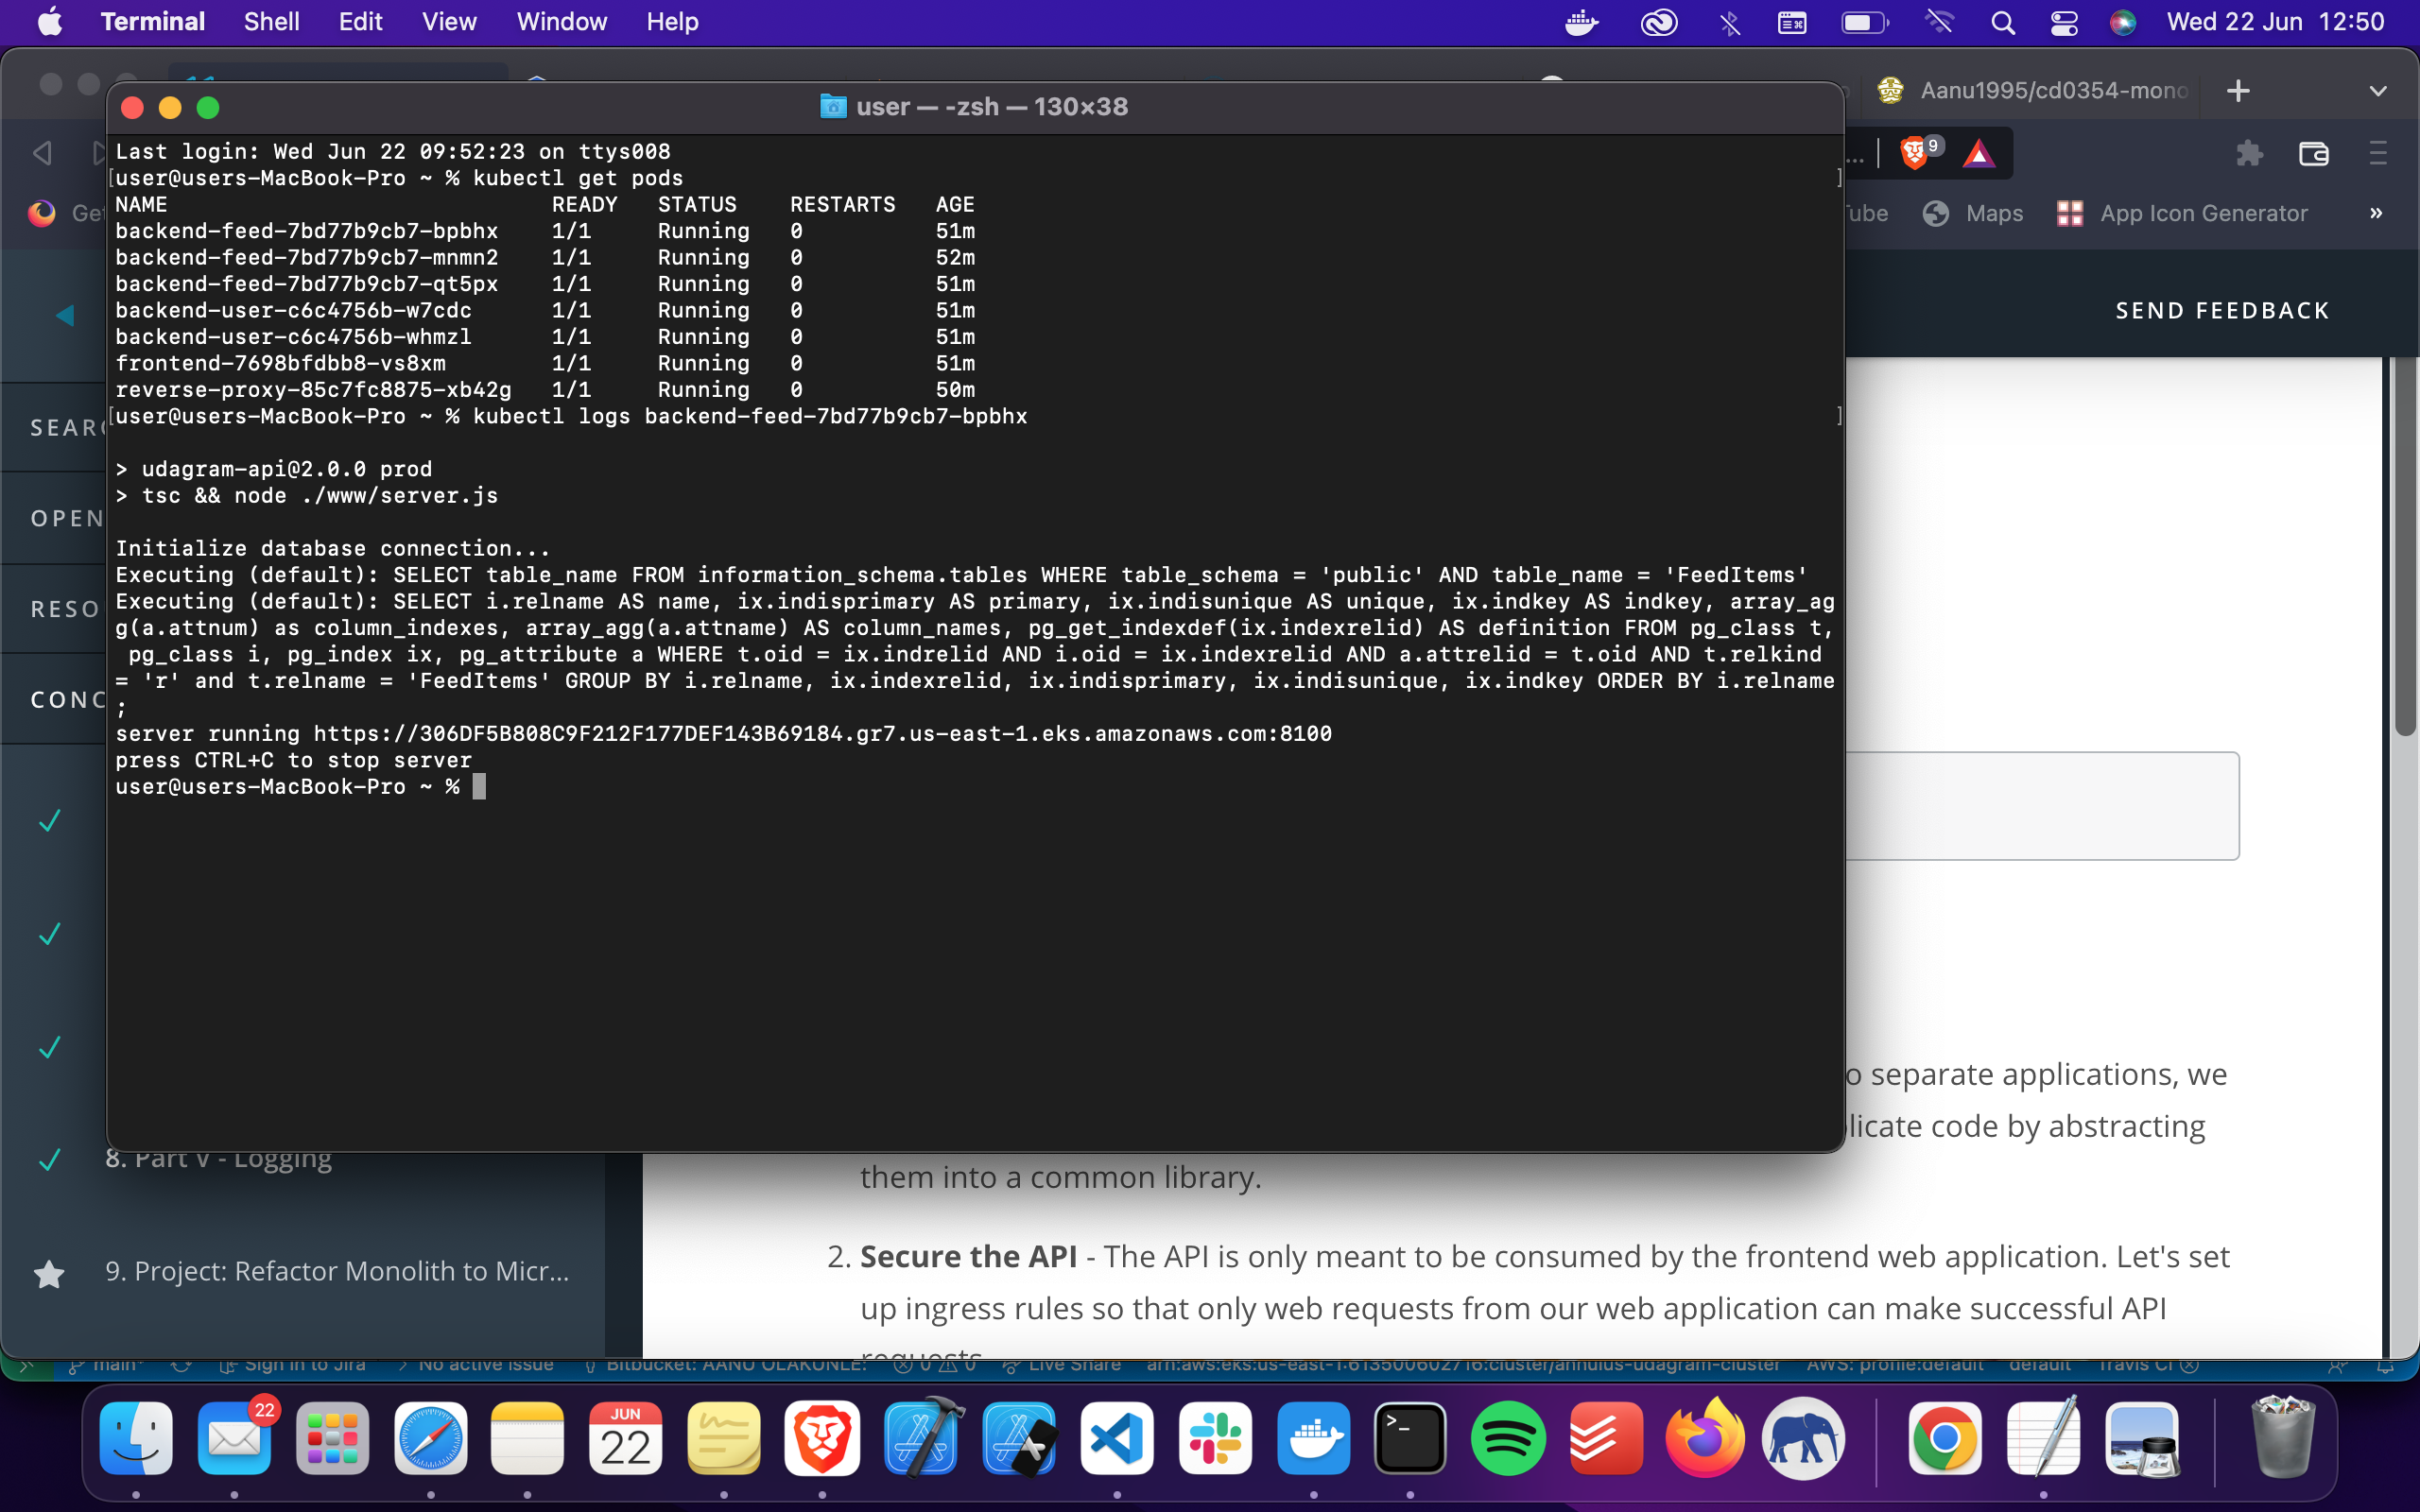 Terminal Shell Edit View Window Help Wed 22 Jun 12:50
Aanu1995/cd0354-mono
user — -zsh — 130×38
9
Maps App Icon Generator »
SEND FEEDBACK
Last login: Wed Jun 22 09:52:23 on ttys008
[user@users-MacBook-Pro ~ % kubectl get pods ]
NAME READY STATUS RESTARTS AGE
backend-feed-7bd77b9cb7-bpbhx 1/1 Running 0 51m
backend-feed-7bd77b9cb7-mnmn2 1/1 Running 0 52m
backend-feed-7bd77b9cb7-qt5px 1/1 Running 0 51m
backend-user-c6c4756b-w7cdc 1/1 Running 0 51m
backend-user-c6c4756b-whmzl 1/1 Running 0 51m
frontend-7698bfdbb8-vs8xm 1/1 Running 0 51m
reverse-proxy-85c7fc8875-xb42g 1/1 Running 0 50m
[user@users-MacBook-Pro ~ % kubectl logs backend-feed-7bd77b9cb7-bpbhx ]
> udagram-api@2.0.0 prod
> tsc && node ./www/server.js
Initialize database connection...
Executing (default): SELECT table_name FROM information_schema.tables WHERE table_schema = 'public' AND table_name = 'FeedItems'
Executing (default): SELECT i.relname AS name, ix.indisprimary AS primary, ix.indisunique AS unique, ix.indkey AS indkey, array_ag
g(a.attnum) as column_indexes, array_agg(a.attname) AS column_names, pg_get_indexdef(ix.indexrelid) AS definition FROM pg_class t,
pg_class i, pg_index ix, pg_attribute a WHERE t.oid = ix.indrelid AND i.oid = ix.indexrelid AND a.attrelid = t.oid AND t.relkind
= 'r' and t.relname = 'FeedItems' GROUP BY i.relname, ix.indexrelid, ix.indisprimary, ix.indisunique, ix.indkey ORDER BY i.relname
;
server running https://306DF5B808C9F212F177DEF143B69184.gr7.us-east-1.eks.amazonaws.com:8100
press CTRL+C to stop server
user@users-MacBook-Pro ~ %
SEARC
OPEN
RESO
CONC
8. Part V - Logging
9. Project: Refactor Monolith to Micr...
o separate applications, we
licate code by abstracting
them into a common library.
2. Secure the API - The API is only meant to be consumed by the frontend web application. Let's set
up ingress rules so that only web requests from our web application can make successful API
requests
main* Sign in to Jira No active issue Bitbucket: AANU OLAKUNLE: 0 0 Live Share arn:aws:eks:us-east-1:613500602716:cluster/annulus-udagram-cluster AWS: profile:default default Travis CI
22
JUN
22